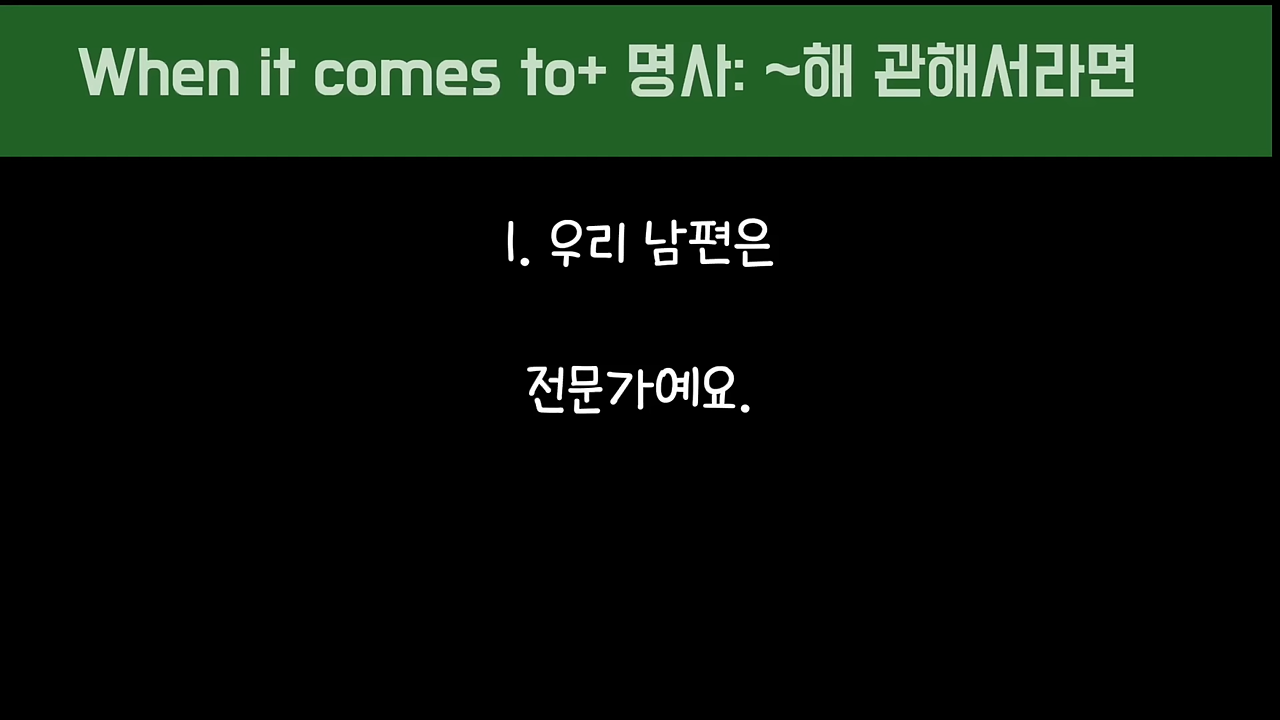 When it comes to+ 명사: ~해 관해서라면
1. 우리 남편은
전문가예요.